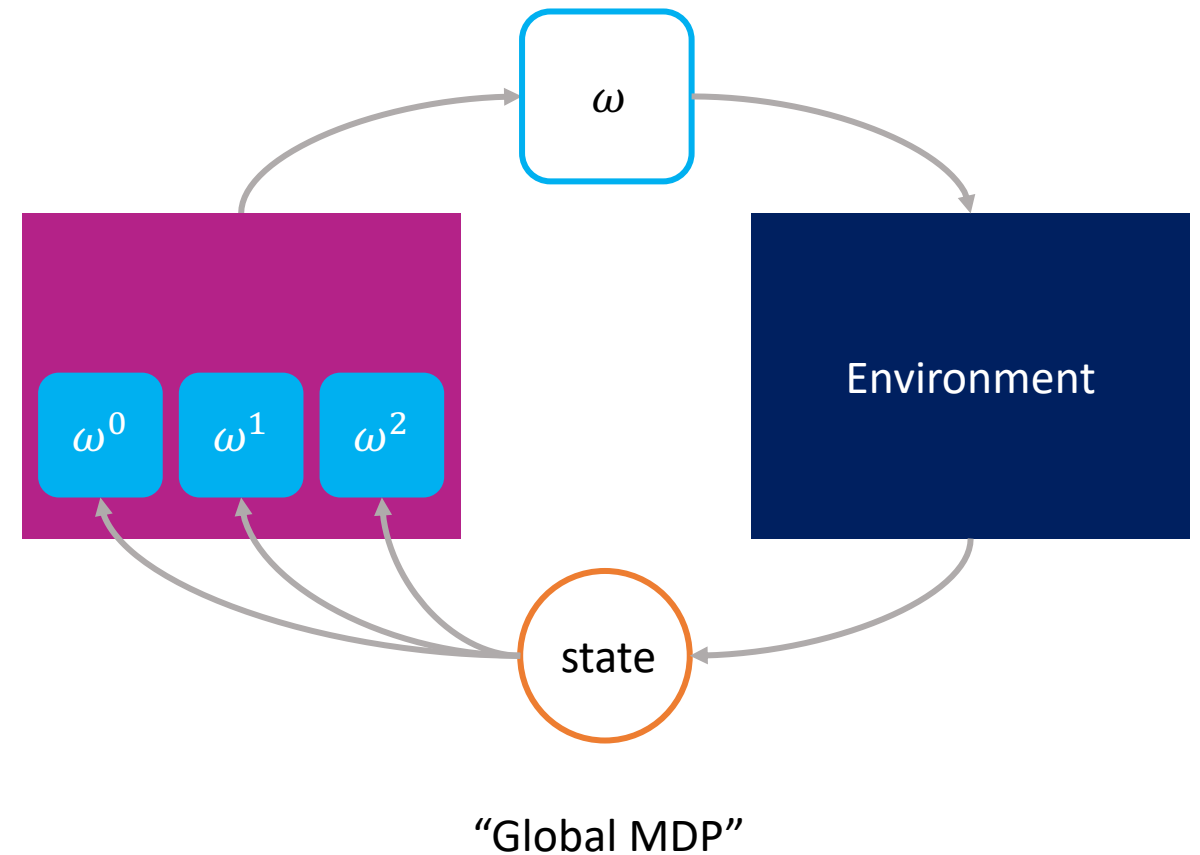 ω
Environment
ω⁰ ω¹ ω²
state
“Global MDP”